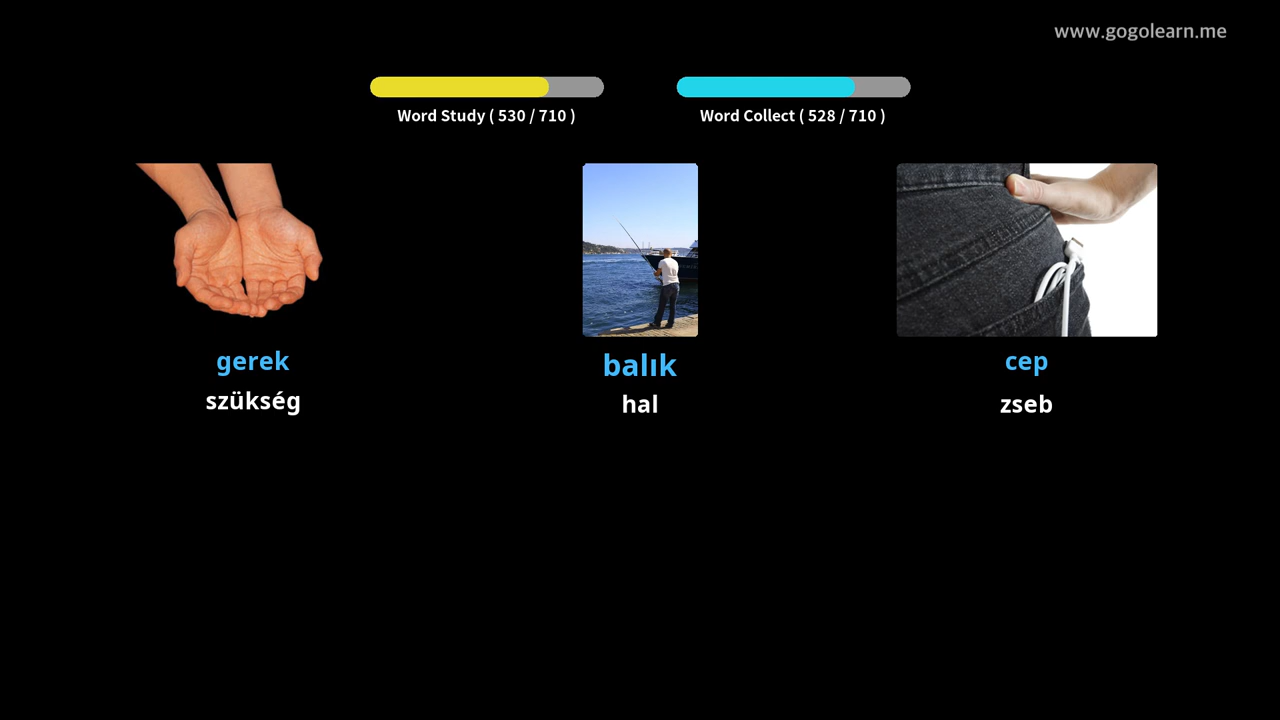 www.gogolearn.me
Word Study ( 530 / 710 )
Word Collect ( 528 / 710 )
gerek
szükség
balık
hal
cep
zseb